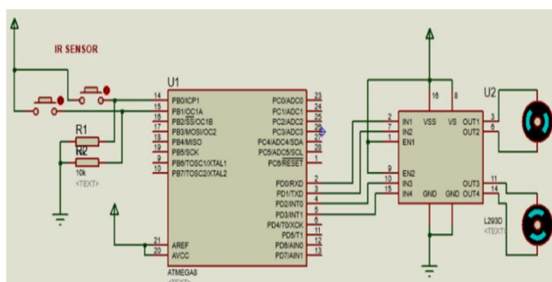 IR SENSOR
U1
14 PB0/ICP1
15 PB1/OC1A
16 PB2/SS/OC1B
17 PB3/MOSI/OC2
18 PB4/MISO
19 PB5/SCK
9 PB6/TOSC1/XTAL1
10 PB7/TOSC2/XTAL2
21 AREF
20 AVCC
PC0/ADC0 23
PC1/ADC1 24
PC2/ADC2 25
PC3/ADC3 26
PC4/ADC4/SDA 27
PC5/ADC5/SCL 28
PC6/RESET 1
PD0/RXD 2
PD1/TXD 3
PD2/INT0 4
PD3/INT1 5
PD4/T0/XCK 6
PD5/T1 11
PD6/AIN0 12
PD7/AIN1 13
ATMEGA8
<TEXT>
R1
R2
10k
<TEXT>
U2
16 8
VSS VS
2 IN1
7 IN2
1 EN1
9 EN2
10 IN3
15 IN4
OUT1 3
OUT2 6
OUT3 11
OUT4 14
GND GND
L293D
<TEXT>